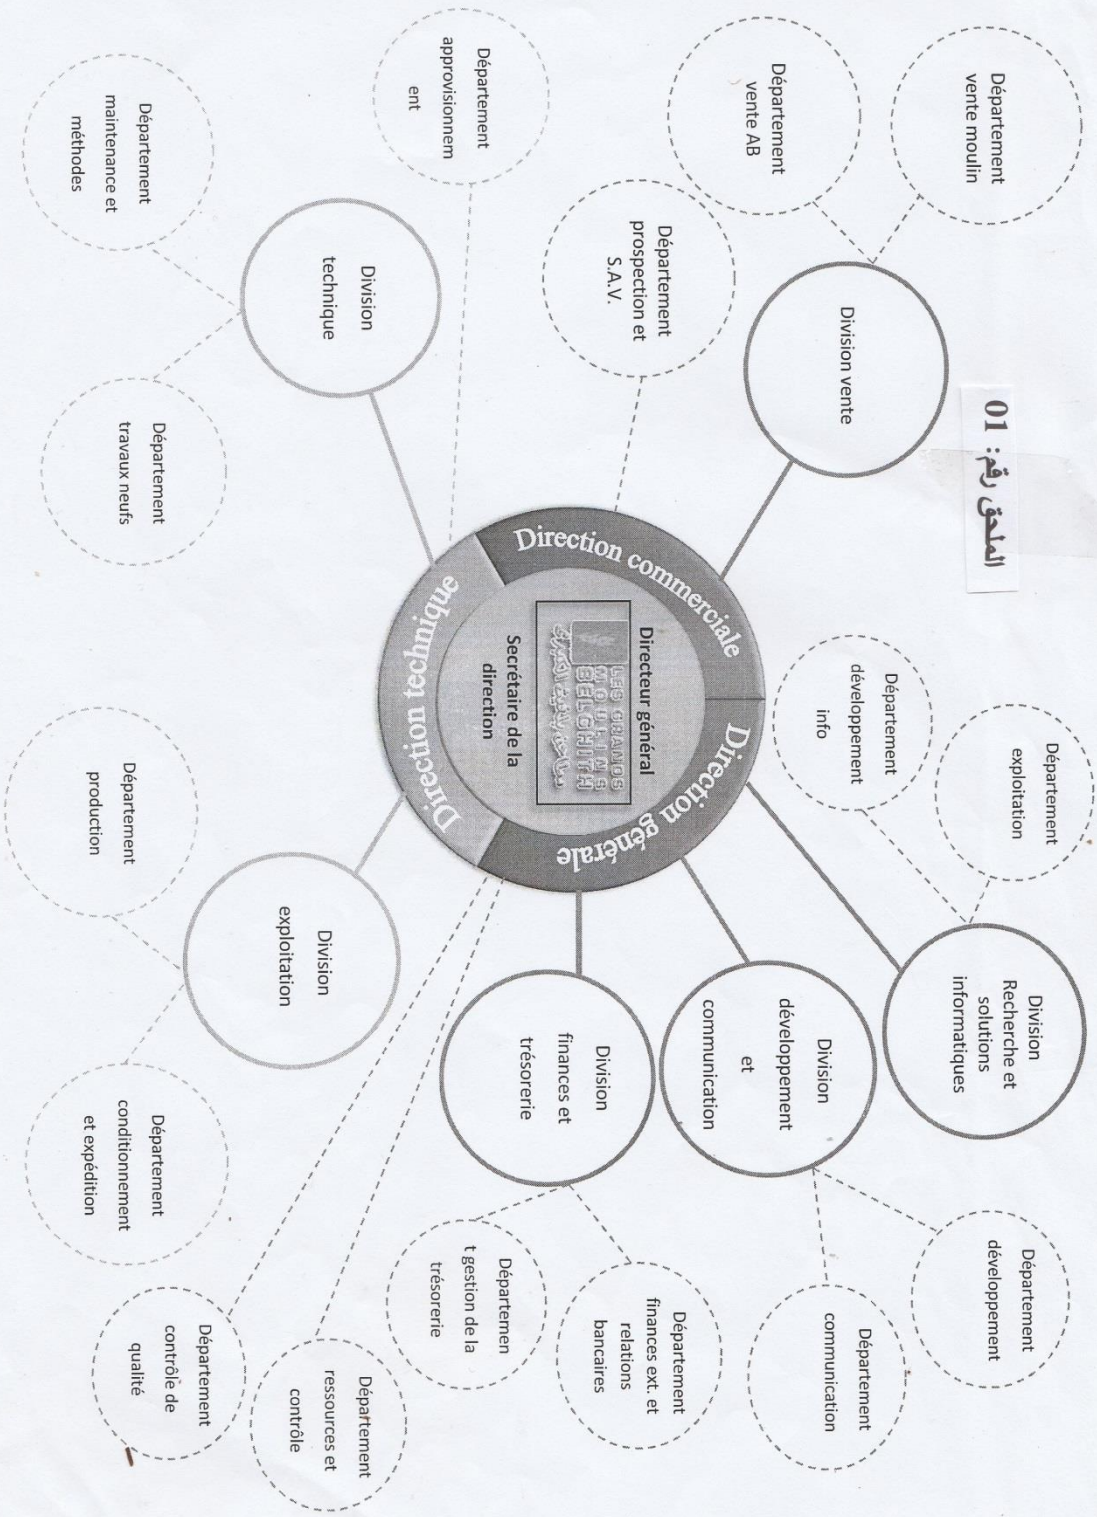 الملحق رقم: 01
Département
vente moulin
Département
vente AB
Département
approvisionnem
ent
Département
maintenance et
méthodes
Département
prospection et
S.A.V.
Division vente
Division
technique
Département
travaux neufs
Direction commerciale
Direction générale
Direction technique
Directeur général
LES GRANDS
MOULINS
BELGHITH
Secrétaire de la
direction
Département
développement
info
Département
exploitation
Division
Recherche et
solutions
informatiques
Division
développement
et
communication
Division
finances et
trésorerie
Division
exploitation
Département
production
Département
conditionnement
et expédition
Département
développement
Département
communication
Département
finances ext. et
relations
bancaires
Départemen
t gestion de la
trésorerie
Département
ressources et
contrôle
Département
contrôle de
qualité